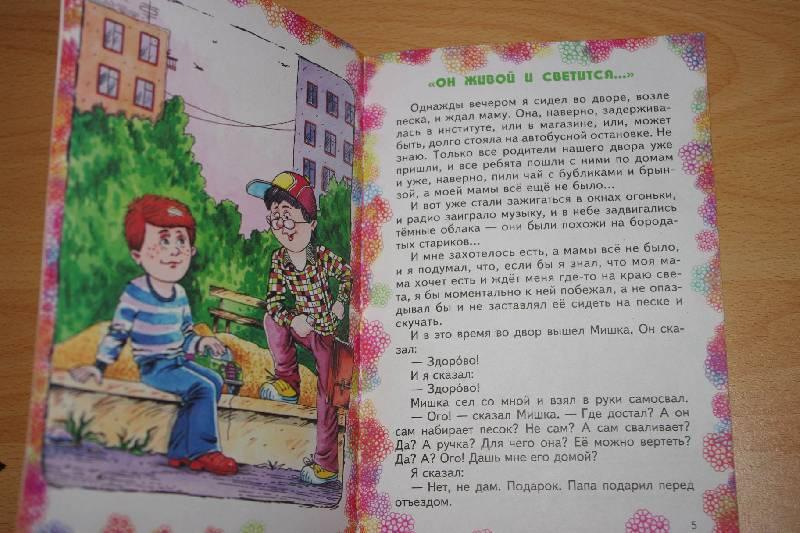 «ОН ЖИВОЙ И СВЕТИТСЯ...»
Однажды вечером я сидел во дворе, возле
песка, и ждал маму. Она, наверно, задержива-
лась в институте, или в магазине, или, может
быть, долго стояла на автобусной остановке. Не
знаю. Только все родители нашего двора уже
пришли, и все ребята пошли с ними по домам
и уже, наверно, пили чай с бубликами и брын-
зой, а моей мамы всё ещё не было...
И вот уже стали зажигаться в окнах огоньки,
и радио заиграло музыку, и в небе задвигались
тёмные облака — они были похожи на борода-
тых стариков...
И мне захотелось есть, а мамы всё не было,
и я подумал, что, если бы я знал, что моя ма-
ма хочет есть и ждёт меня где-то на краю све-
та, я бы моментально к ней побежал, а не опаз-
дывал бы и не заставлял её сидеть на песке и
скучать.
И в это время во двор вышел Мишка. Он ска-
зал:
— Здоро́во!
И я сказал:
— Здоро́во!
Мишка сел со мной и взял в руки самосвал.
— Ого! — сказал Мишка. — Где достал? А он
сам набирает песок? Не сам? А сам сваливает?
Да? А ручка? Для чего она? Её можно вертеть?
Да? А? Ого! Дашь мне его домой?
Я сказал:
— Нет, не дам. Подарок. Папа подарил перед
отъездом.
5